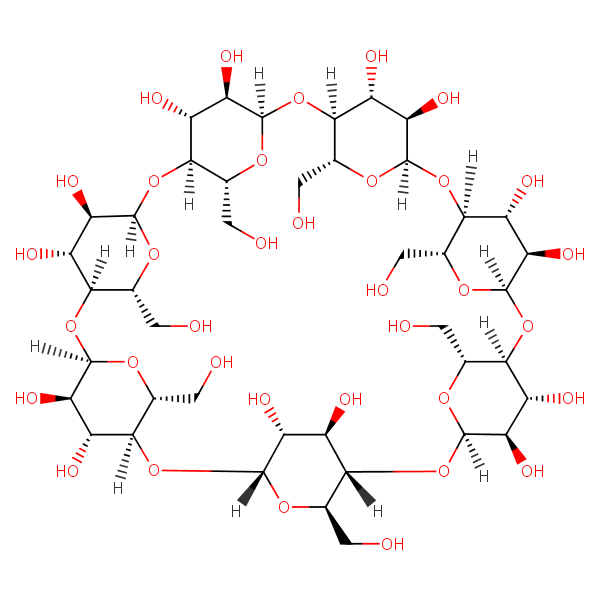 OH OH
H H
HO O OH
H
O
HO O O O OH
H H
OH
OH
HO H H O HO H OH
HO O
O OH HO O H
H O OH
HO HO OH O OH
HO O O OH H
H
H O H
OH